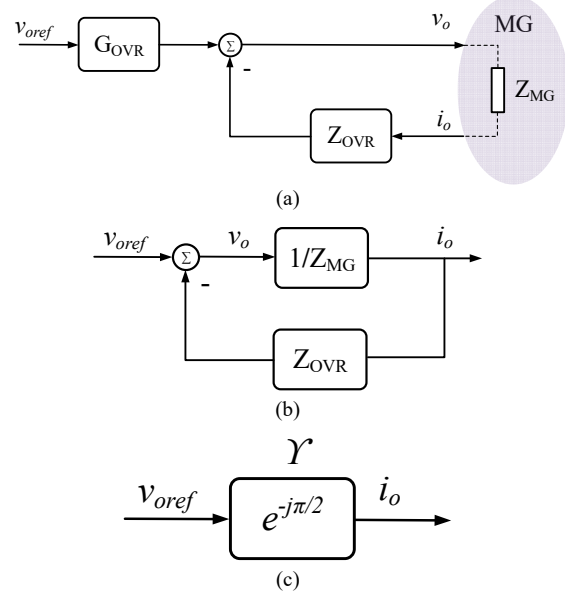 v_oref
G_OVR
Σ
-
v_o
MG
Z_MG
i_o
Z_OVR
(a)
v_oref
Σ
-
v_o
1/Z_MG
i_o
Z_OVR
(b)
ϒ
v_oref
e^-jπ/2
i_o
(c)